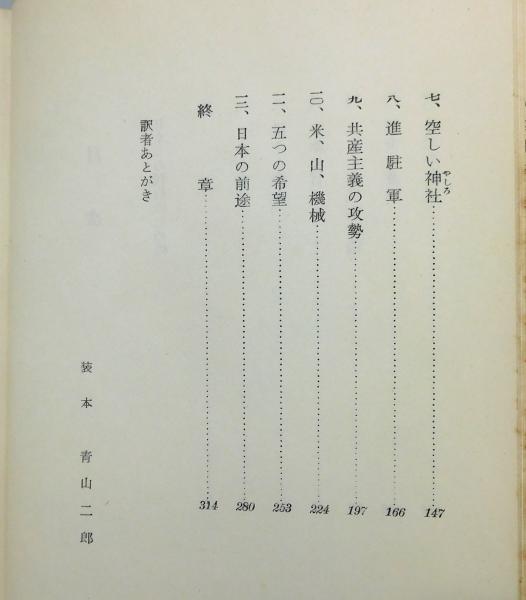 七、空しい神社……147
やしろ
八、進駐軍……166
九、共産主義の攻勢……197
一〇、米、山、機械……224
一一、五つの希望……253
一二、日本の前途……280
終章……314
訳者あとがき
装本 青山二郎